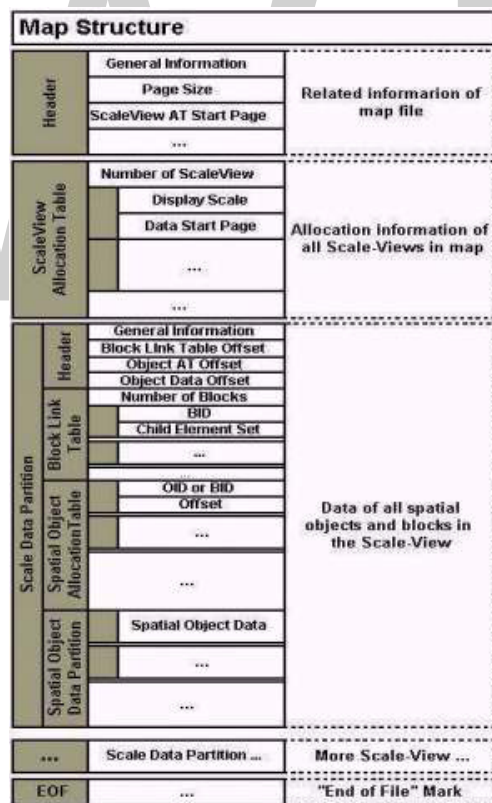 Map Structure
Header
General Information
Page Size
ScaleView AT Start Page
...
Related informarion of
map file
ScaleView
Allocation Table
Number of ScaleView
Display Scale
Data Start Page
...
...
Allocation information of
all Scale-Views in map
Scale Data Partition
Header
General Information
Block Link Table Offset
Object AT Offset
Object Data Offset
Block Link
Table
Number of Blocks
BID
Child Element Set
...
...
Spatial Object
AllocationTable
OID or BID
Offset
...
...
Spatial Object
Data Partition
Spatial Object Data
...
...
Data of all spatial
objects and blocks in
the Scale-View
...
Scale Data Partition ...
More Scale-View ...
EOF
...
"End of File" Mark